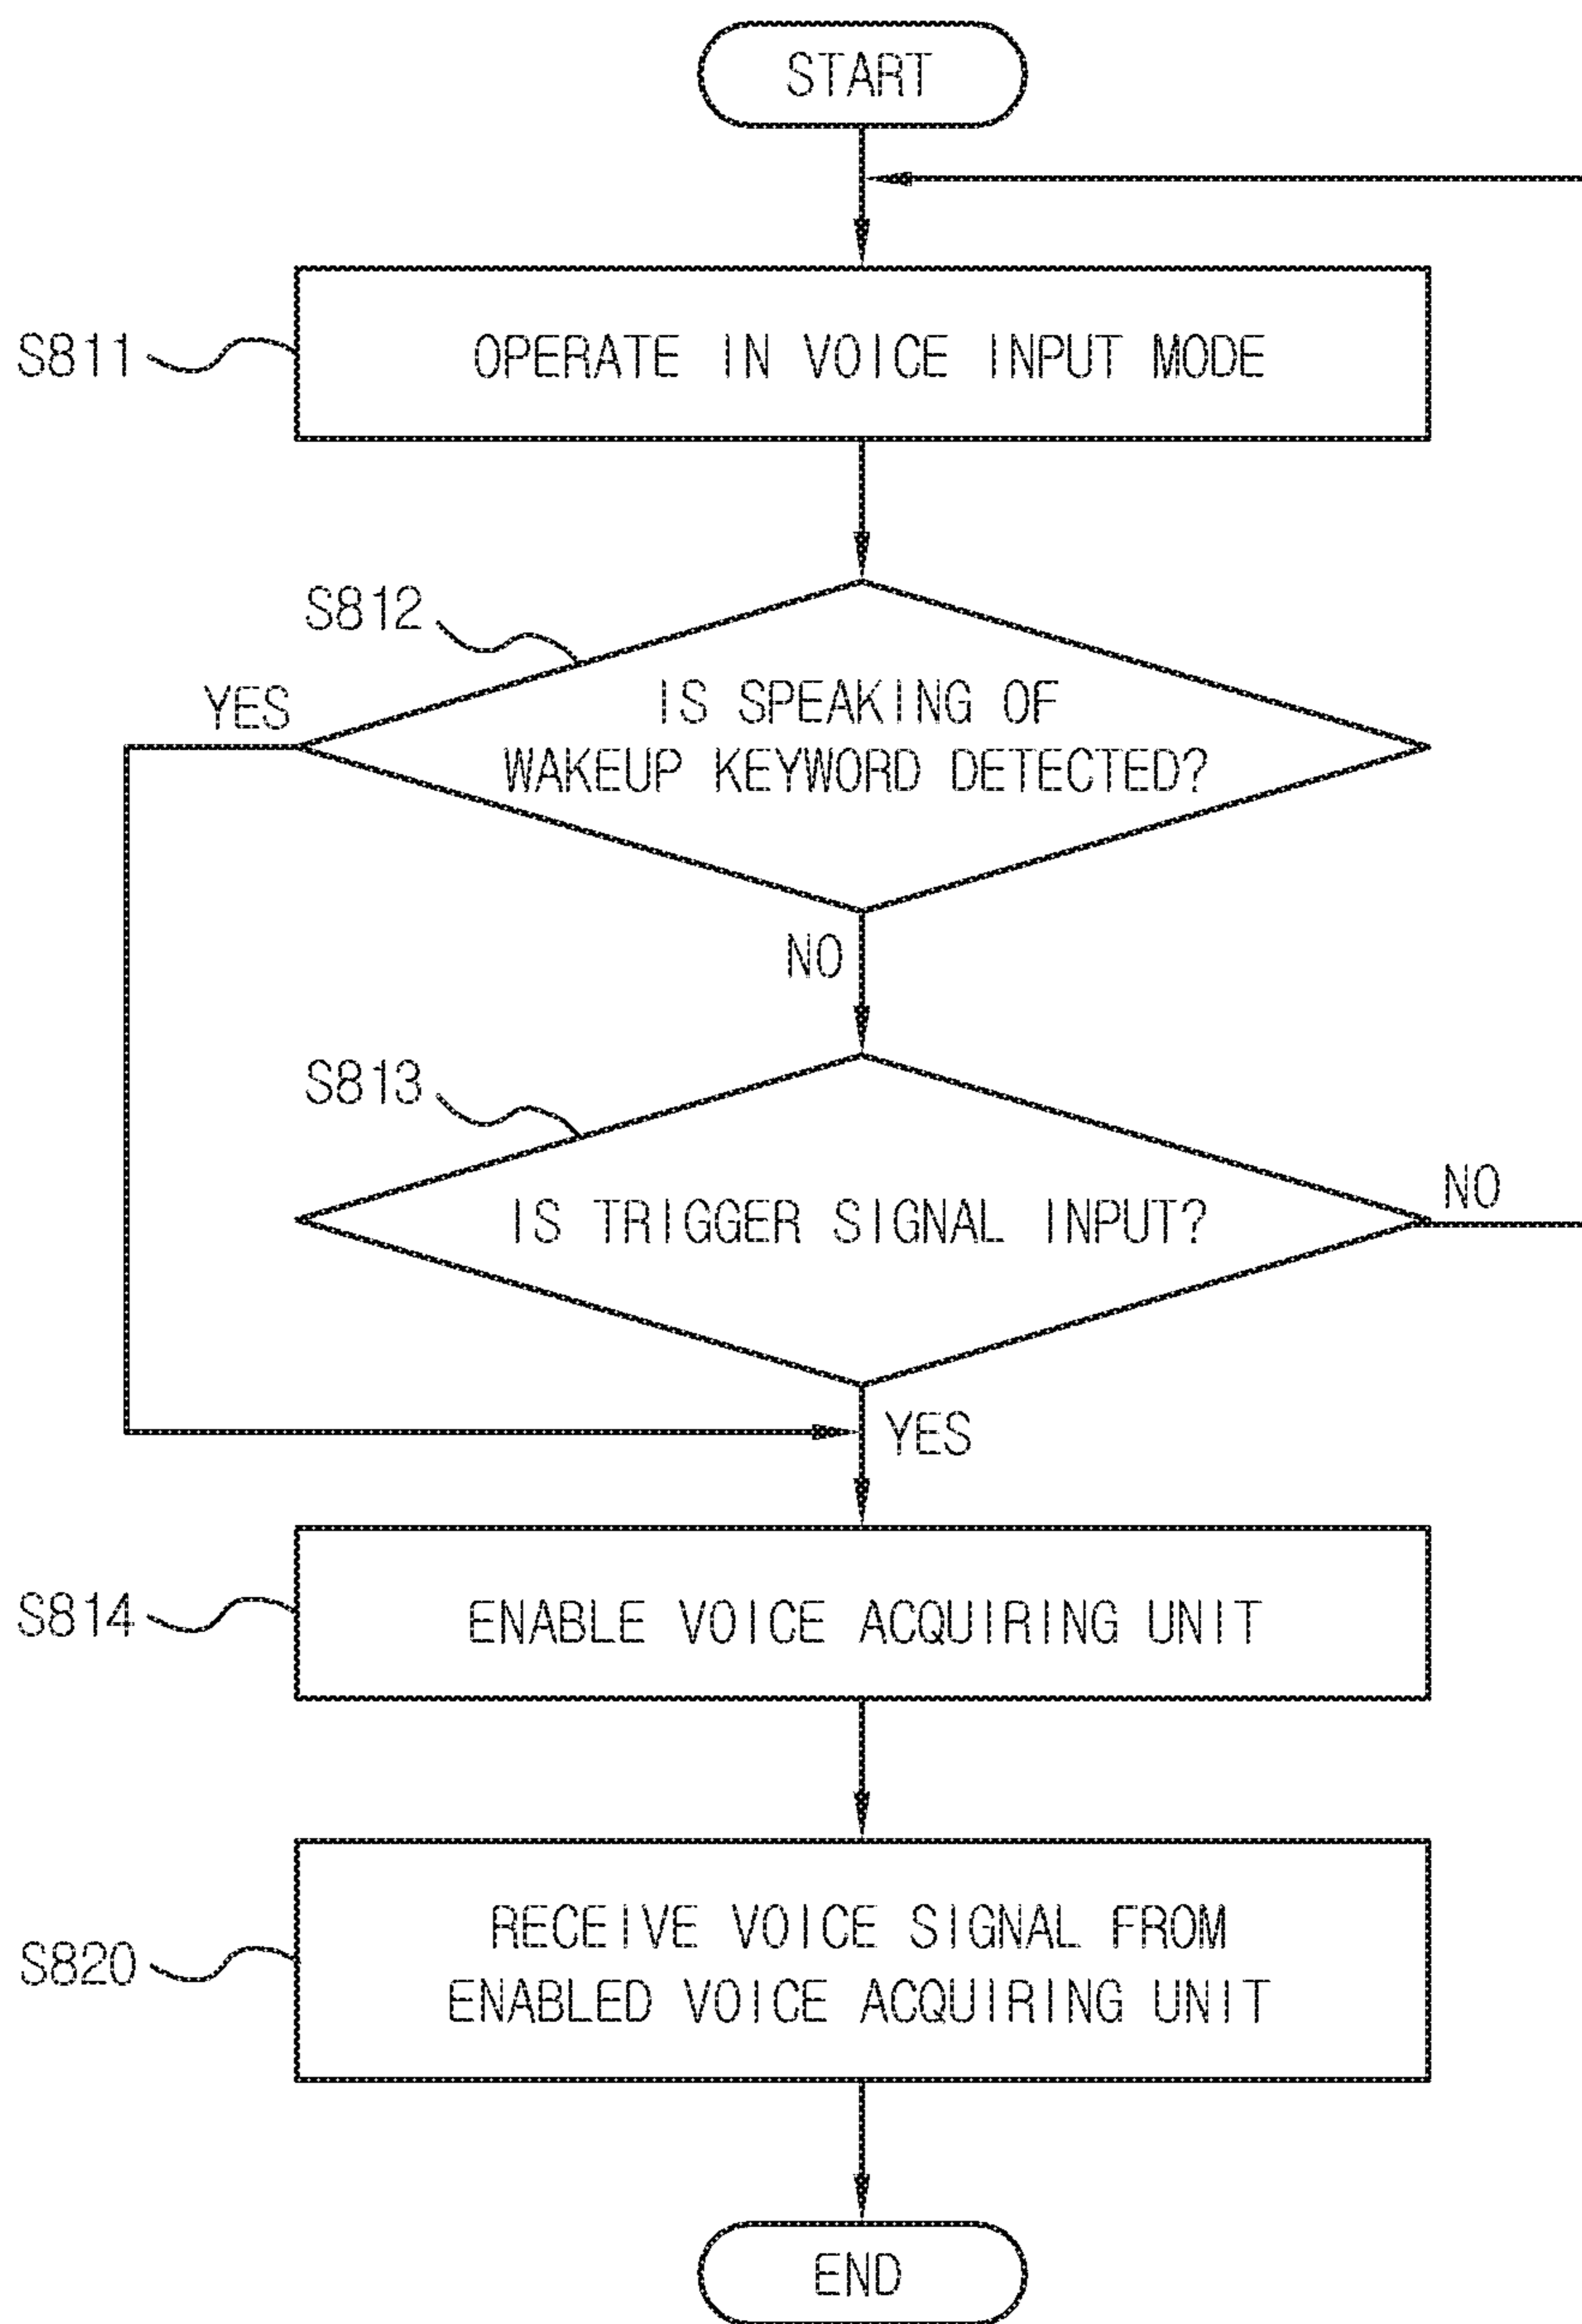 START
S811
OPERATE IN VOICE INPUT MODE
S812
YES
IS SPEAKING OF
WAKEUP KEYWORD DETECTED?
NO
S813
IS TRIGGER SIGNAL INPUT?
NO
YES
S814
ENABLE VOICE ACQUIRING UNIT
S820
RECEIVE VOICE SIGNAL FROM
ENABLED VOICE ACQUIRING UNIT
END